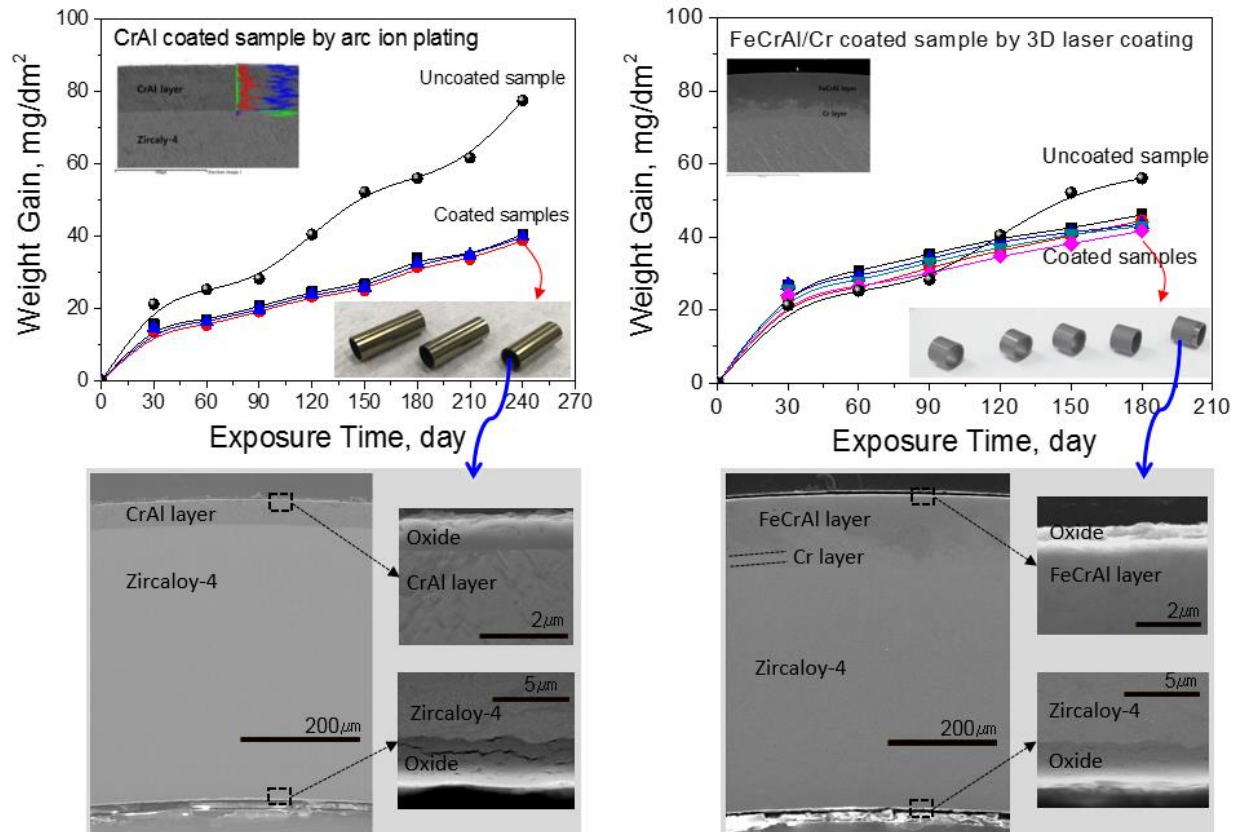 CrAl coated sample by arc ion plating
CrAl layer
Zircaly-4
Uncoated sample
Coated samples
Weight Gain, mg/dm²
100
80
60
40
20
0
0
30
60
90
120
150
180
210
240
270
Exposure Time, day
FeCrAl/Cr coated sample by 3D laser coating
FeCrAl layer
Cr layer
Uncoated sample
Coated samples
Weight Gain, mg/dm²
100
80
60
40
20
0
0
30
60
90
120
150
180
210
Exposure Time, day
CrAl layer
Zircaloy-4
200㎛
Oxide
CrAl layer
2㎛
5㎛
Zircaloy-4
Oxide
FeCrAl layer
Cr layer
Zircaloy-4
200㎛
Oxide
FeCrAl layer
2㎛
5㎛
Zircaloy-4
Oxide